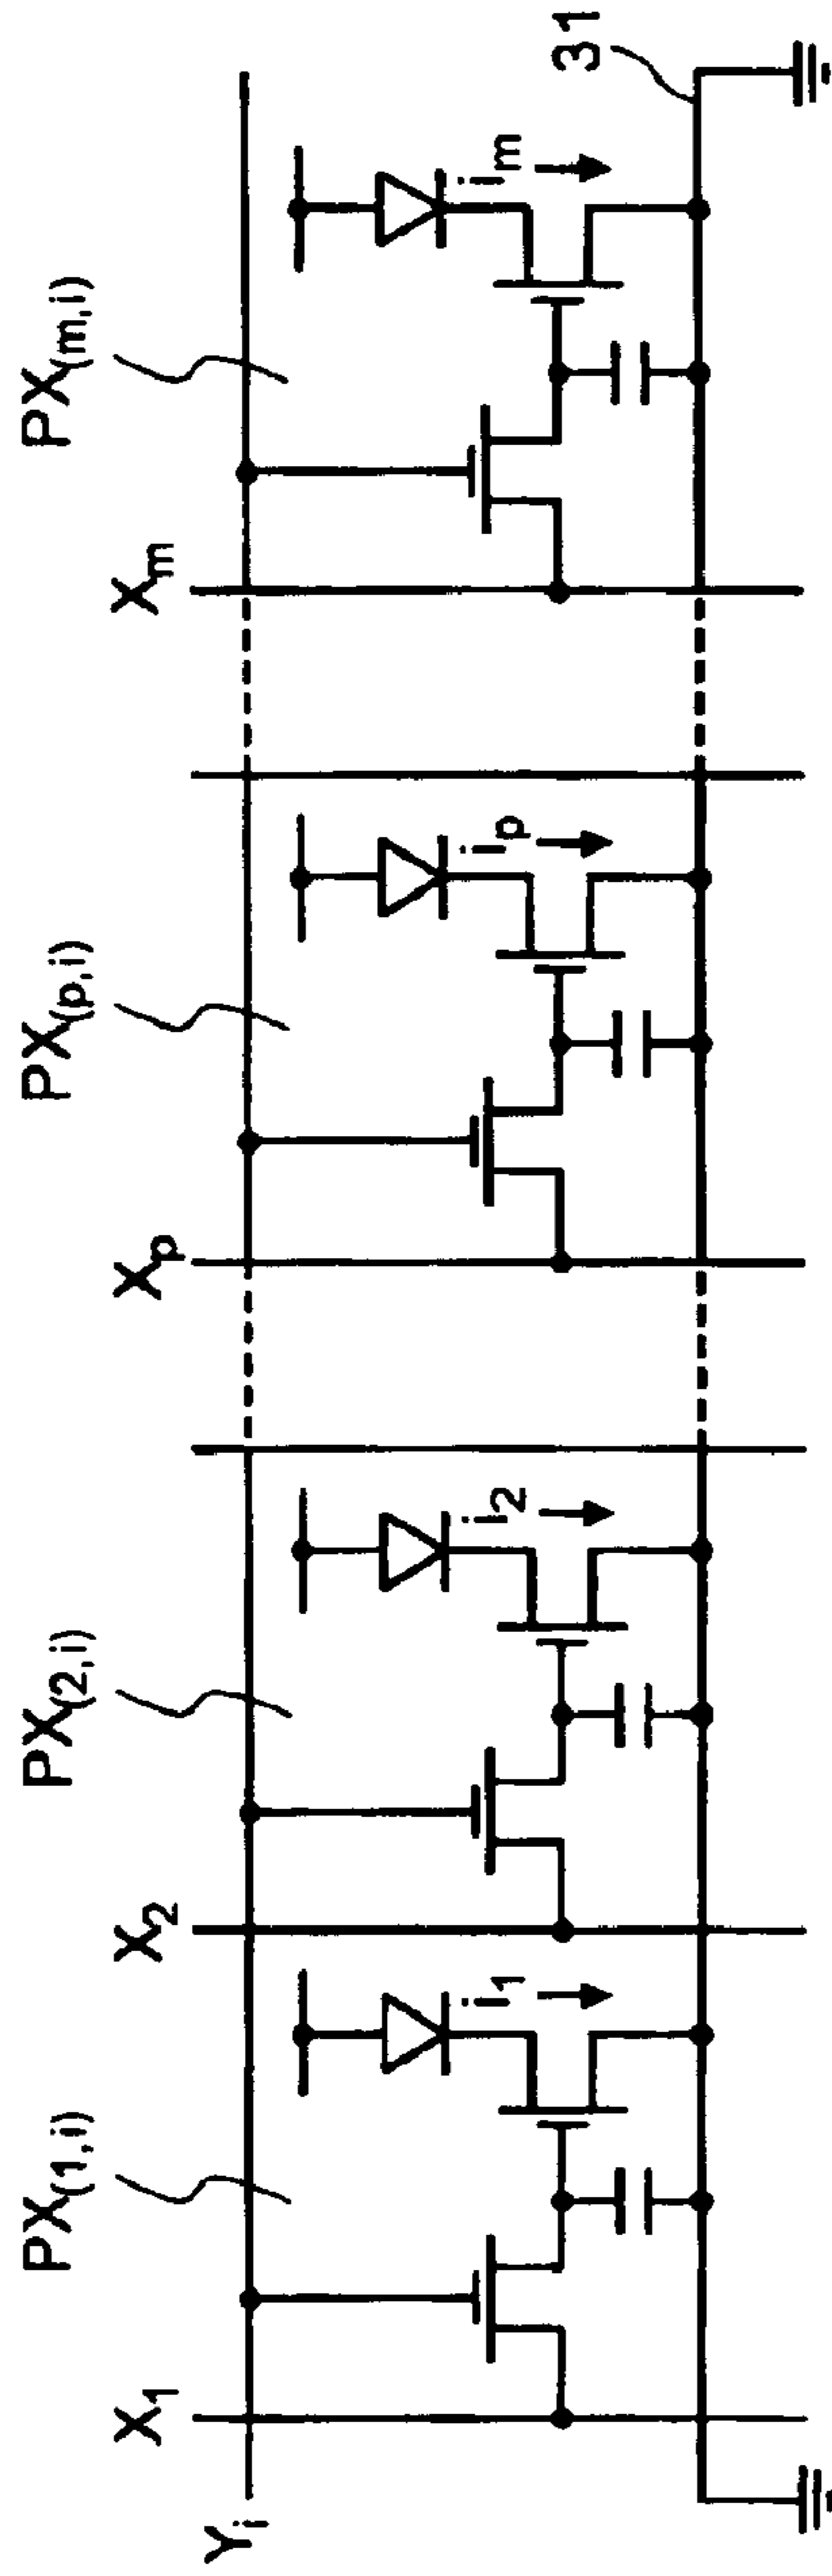 PX(1,i) PX(2,i) PX(p,i) PX(m,i)
X1 X2 Xp Xm
Yi
i1 i2 ip im
31